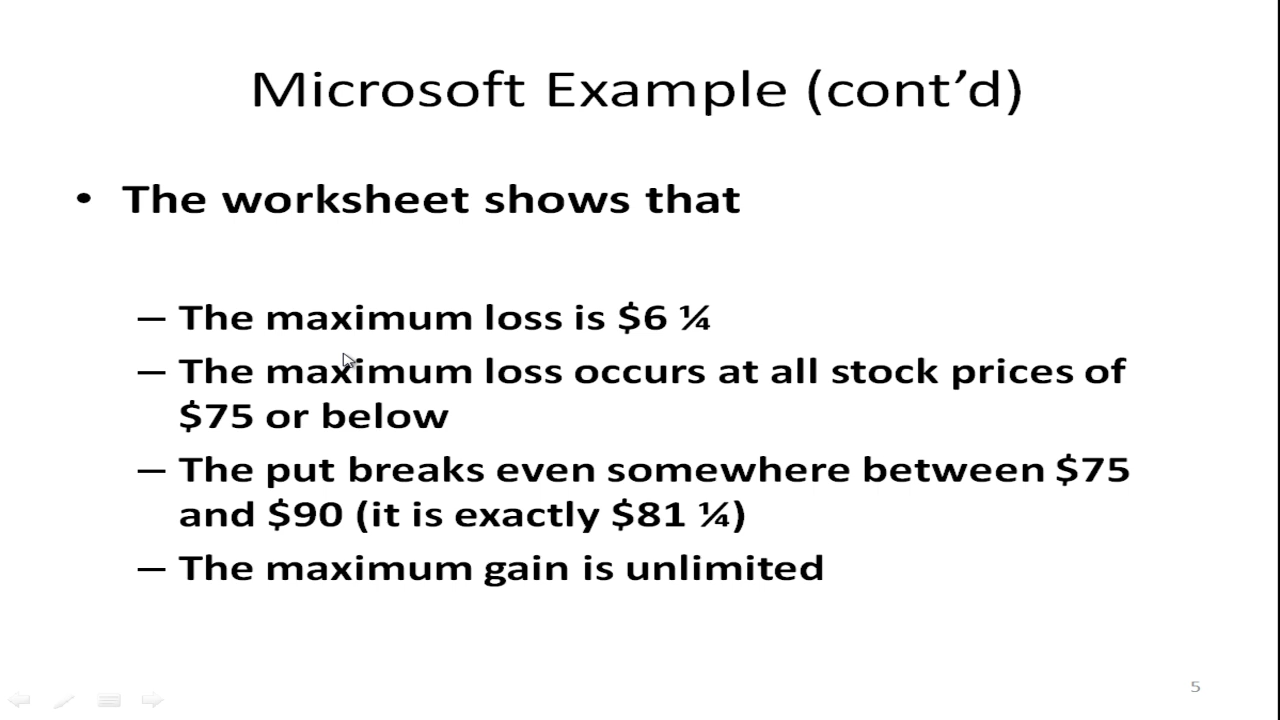 Microsoft Example (cont’d)
• The worksheet shows that
– The maximum loss is $6 ¼
– The maximum loss occurs at all stock prices of
$75 or below
– The put breaks even somewhere between $75
and $90 (it is exactly $81 ¼)
– The maximum gain is unlimited
5